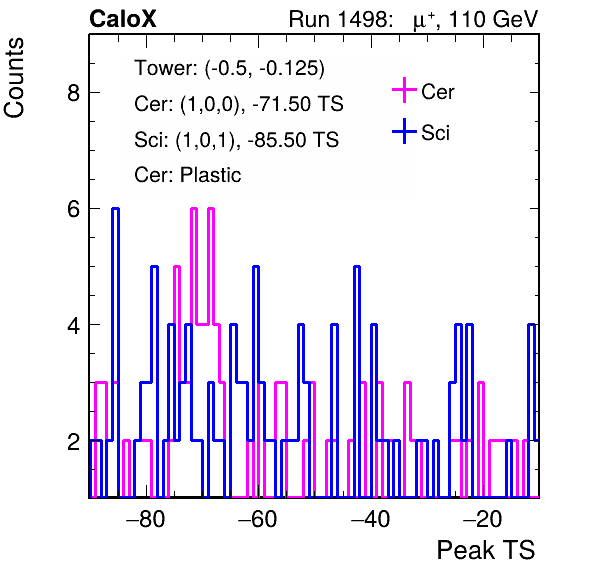 CaloX Run 1498: μ⁺, 110 GeV
Counts
Tower: (-0.5, -0.125)
Cer: (1,0,0), -71.50 TS
Sci: (1,0,1), -85.50 TS
Cer: Plastic
Cer
Sci
8
6
4
2
−80 −60 −40 −20
Peak TS